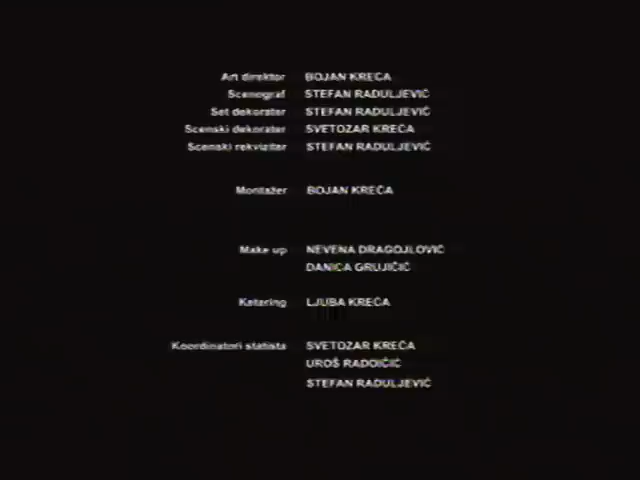 Art direktor BOJAN KREĆA
Scenograf STEFAN RADULJEVIĆ
Set dekorater STEFAN RADULJEVIĆ
Scenski dekorater SVETOZAR KREĆA
Scenski rekviziter STEFAN RADULJEVIĆ
Montažer BOJAN KREĆA
Make up NEVENA DRAGOJLOVIĆ
DANICA GRUJIČIĆ
Ketering LJUBA KREĆA
Koordinatori statista SVETOZAR KREĆA
UROŠ RADOIČIĆ
STEFAN RADULJEVIĆ